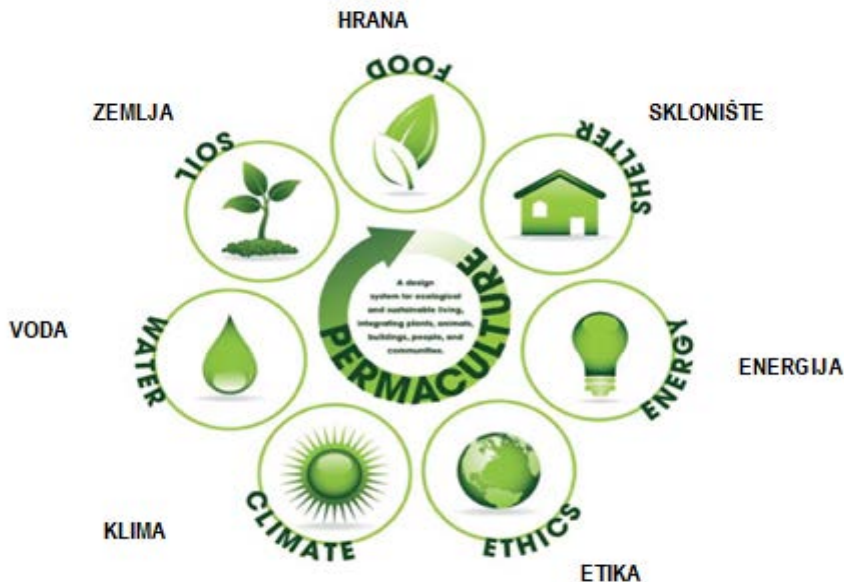 HRANA
FOOD
ZEMLJA
SKLONIŠTE
SOIL
SHELTER
A design
system for ecological
and sustainable living,
integrating plants, animals,
buildings, people, and
communities.
PERMACULTURE
VODA
WATER
ENERGY
ENERGIJA
KLIMA
CLIMATE
ETHICS
ETIKA